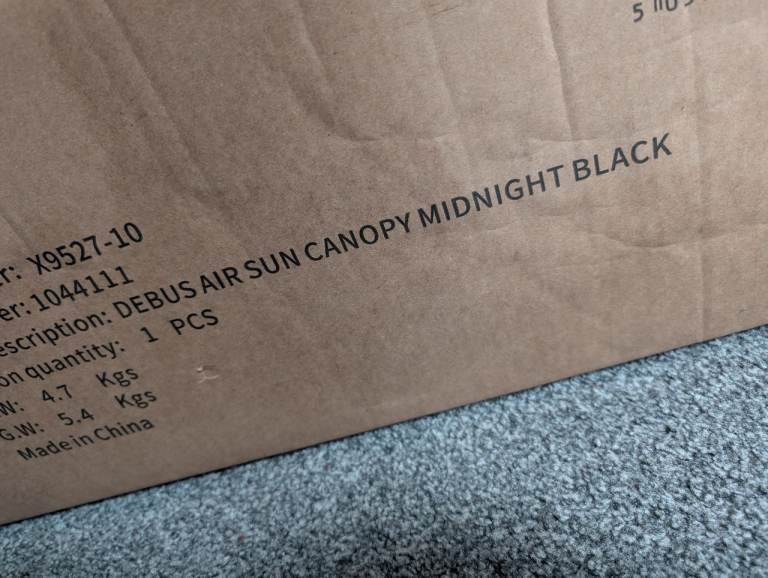 r: X9527-10
er: 1044111
escription: DEBUS AIR SUN CANOPY MIDNIGHT BLACK
on quantity: 1 PCS
W: 4.7 Kgs
G.W: 5.4 Kgs
Made in China